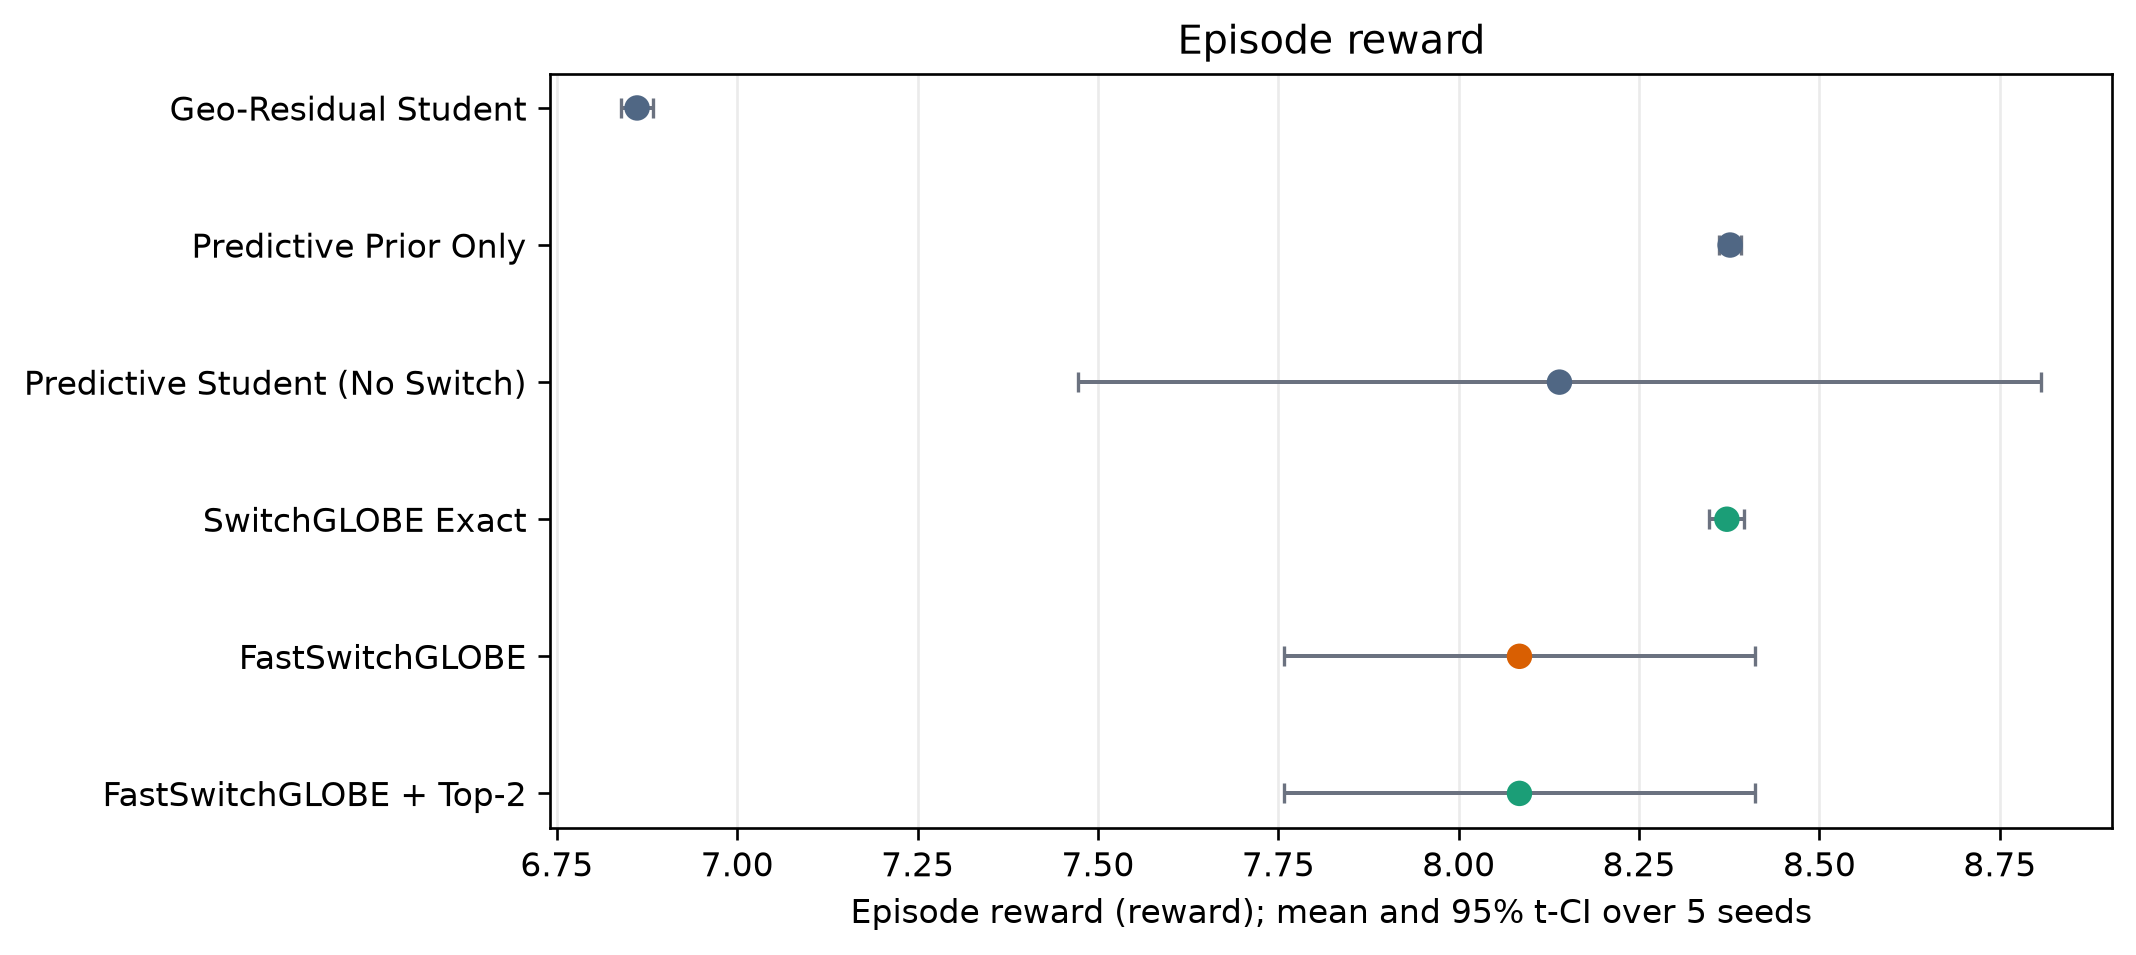 Episode reward
Geo-Residual Student
Predictive Prior Only
Predictive Student (No Switch)
SwitchGLOBE Exact
FastSwitchGLOBE
FastSwitchGLOBE + Top-2
6.75 7.00 7.25 7.50 7.75 8.00 8.25 8.50 8.75
Episode reward (reward); mean and 95% t-CI over 5 seeds